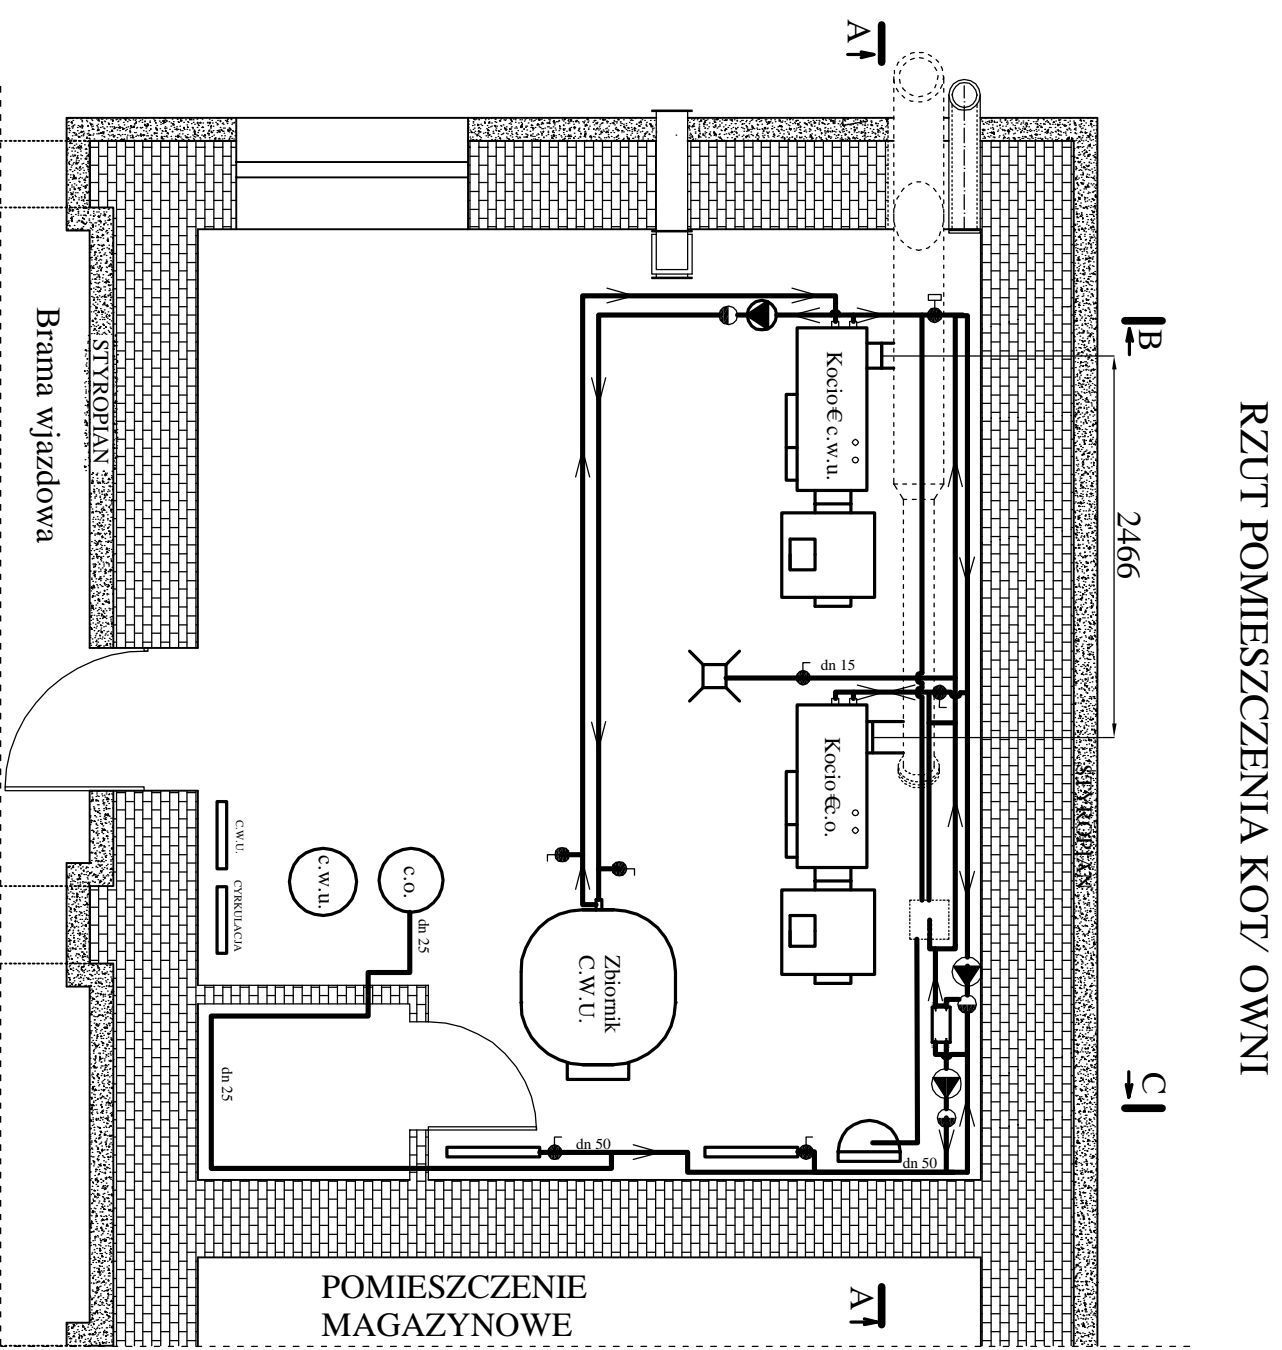 RZUT POMIESZCZENIA KOT/ OWNI
A
B
2466
C
STYROPIAN
STYROPIAN
Brama wjazdowa
Kocio€ c.w.u.
dn 15
Kocio€c.o.
C.W.U.
CYRKULACJA
c.w.u.
c.o.
dn 25
Zbiornik
C.W.U.
dn 25
dn 50
dn 50
A
POMIESZCZENIE
MAGAZYNOWE